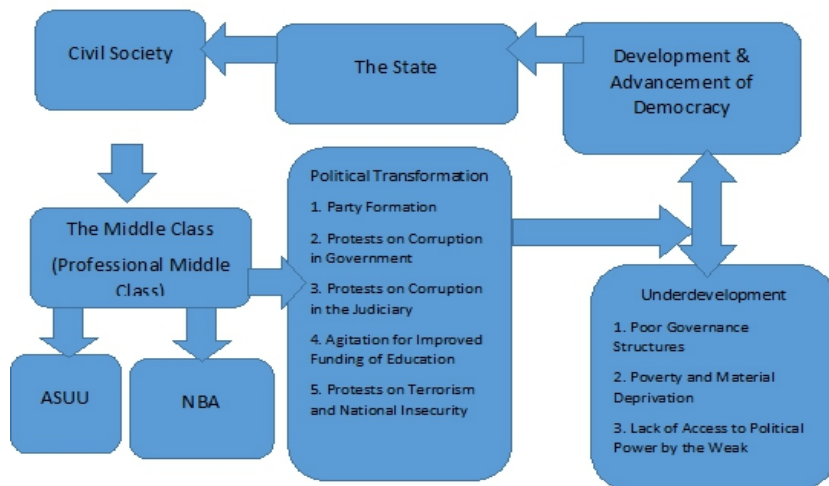 Civil Society
The State
Development &
Advancement of
Democracy
The Middle Class
(Professional Middle
Class)
ASUU
NBA
Political Transformation
1. Party Formation
2. Protests on Corruption
in Government
3. Protests on Corruption
in the Judiciary
4. Agitation for Improved
Funding of Education
5. Protests on Terrorism
and National Insecurity
Underdevelopment
1. Poor Governance
Structures
2. Poverty and Material
Deprivation
3. Lack of Access to Political
Power by the Weak